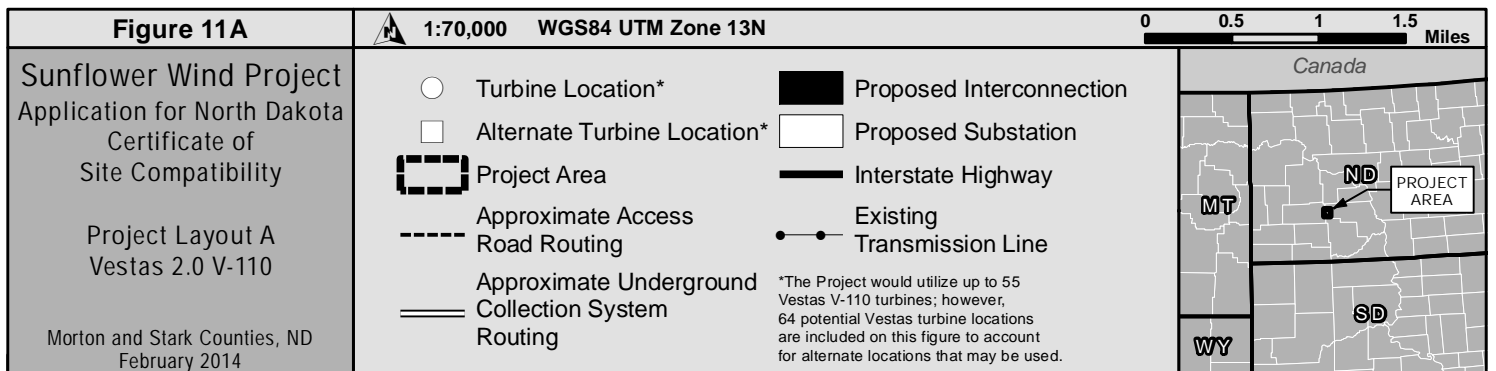 Figure 11A
Sunflower Wind Project
Application for North Dakota
Certificate of
Site Compatibility
Project Layout A
Vestas 2.0 V-110
Morton and Stark Counties, ND
February 2014
N
1:70,000 WGS84 UTM Zone 13N
0 0.5 1 1.5
Miles
Turbine Location*
Alternate Turbine Location*
Project Area
Approximate Access
Road Routing
Approximate Underground
Collection System
Routing
Proposed Interconnection
Proposed Substation
Interstate Highway
Existing
Transmission Line
*The Project would utilize up to 55
Vestas V-110 turbines; however,
64 potential Vestas turbine locations
are included on this figure to account
for alternate locations that may be used.
Canada
ND
PROJECT
AREA
MT
SD
WY